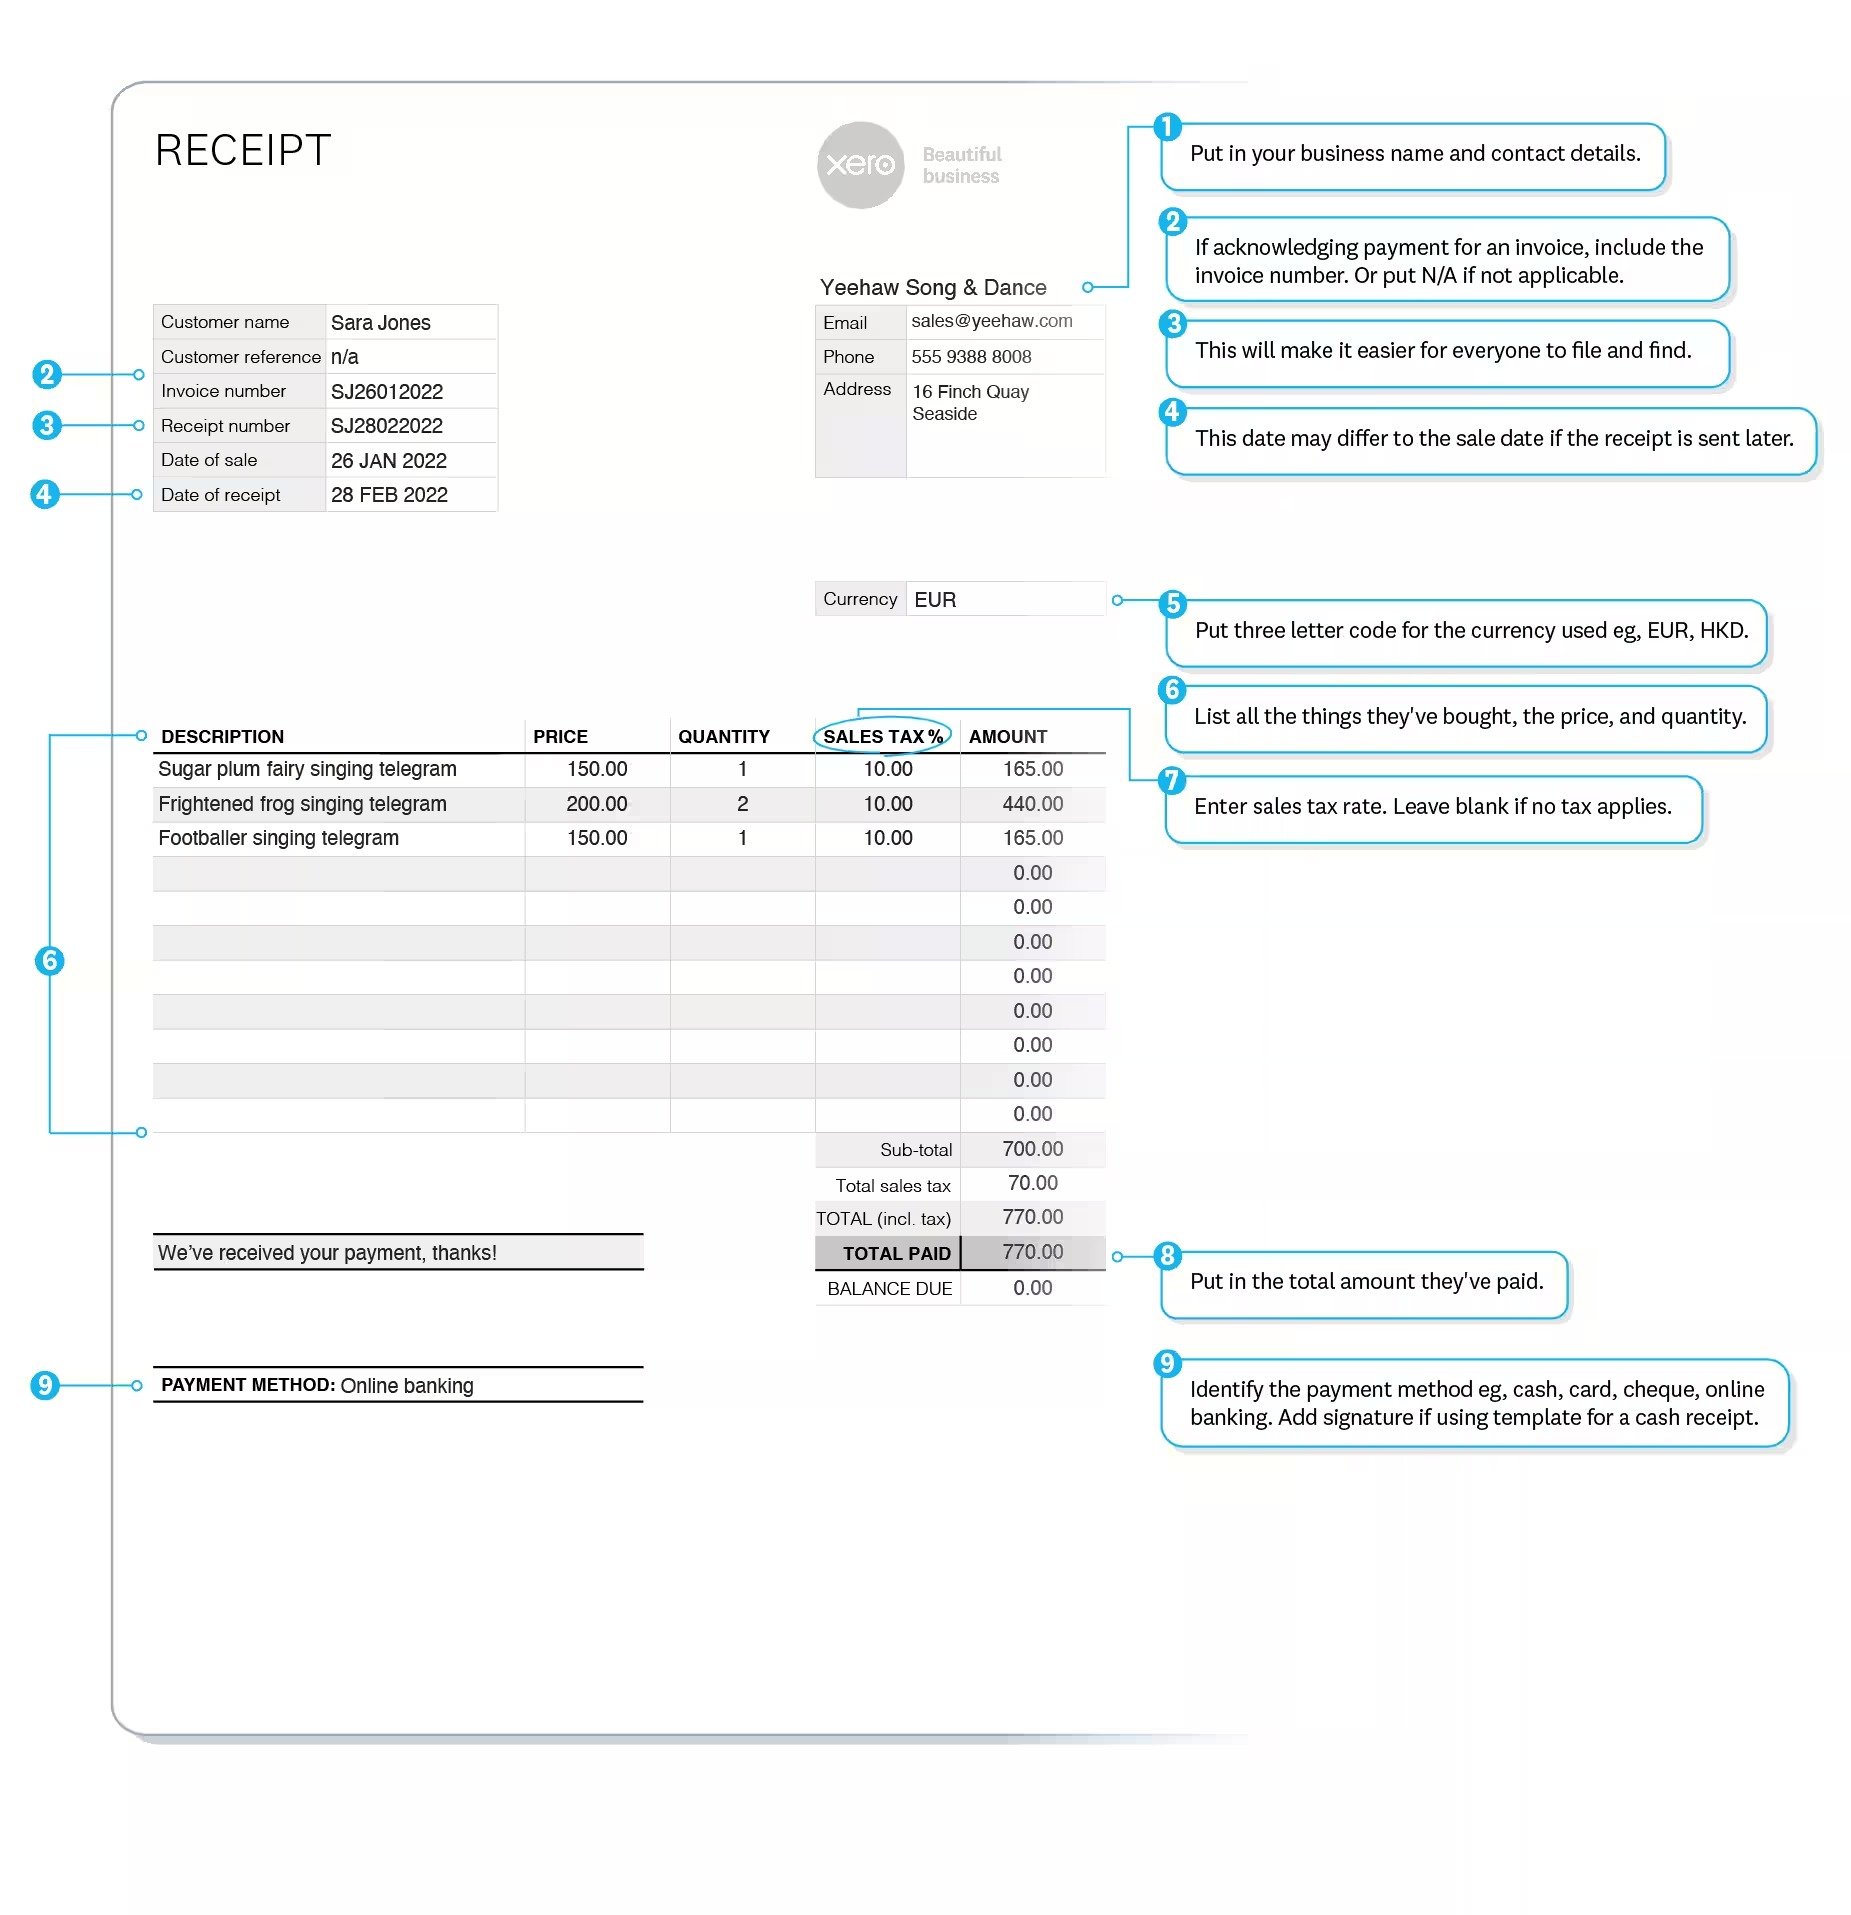 RECEIPT
xero
Beautiful
business
1
Put in your business name and contact details.
2
If acknowledging payment for an invoice, include the
invoice number. Or put N/A if not applicable.
3
This will make it easier for everyone to file and find.
4
This date may differ to the sale date if the receipt is sent later.
Customer name Sara Jones
Customer reference n/a
2
Invoice number SJ26012022
3 Receipt number SJ28022022
Date of sale 26 JAN 2022
4 Date of receipt 28 FEB 2022
Yeehaw Song & Dance
Email sales@yeehaw.com
Phone 555 9388 8008
Address 16 Finch Quay
Seaside
Currency EUR
5
Put three letter code for the currency used eg, EUR, HKD.
6
List all the things they've bought, the price, and quantity.
7
Enter sales tax rate. Leave blank if no tax applies.
DESCRIPTION PRICE QUANTITY SALES TAX % AMOUNT
Sugar plum fairy singing telegram 150.00 1 10.00 165.00
Frightened frog singing telegram 200.00 2 10.00 440.00
Footballer singing telegram 150.00 1 10.00 165.00
0.00
0.00
0.00
6
0.00
0.00
0.00
0.00
0.00
Sub-total 700.00
Total sales tax 70.00
TOTAL (incl. tax) 770.00
TOTAL PAID 770.00
BALANCE DUE 0.00
We've received your payment, thanks!
8
Put in the total amount they've paid.
9 PAYMENT METHOD: Online banking
9
Identify the payment method eg, cash, card, cheque, online
banking. Add signature if using template for a cash receipt.